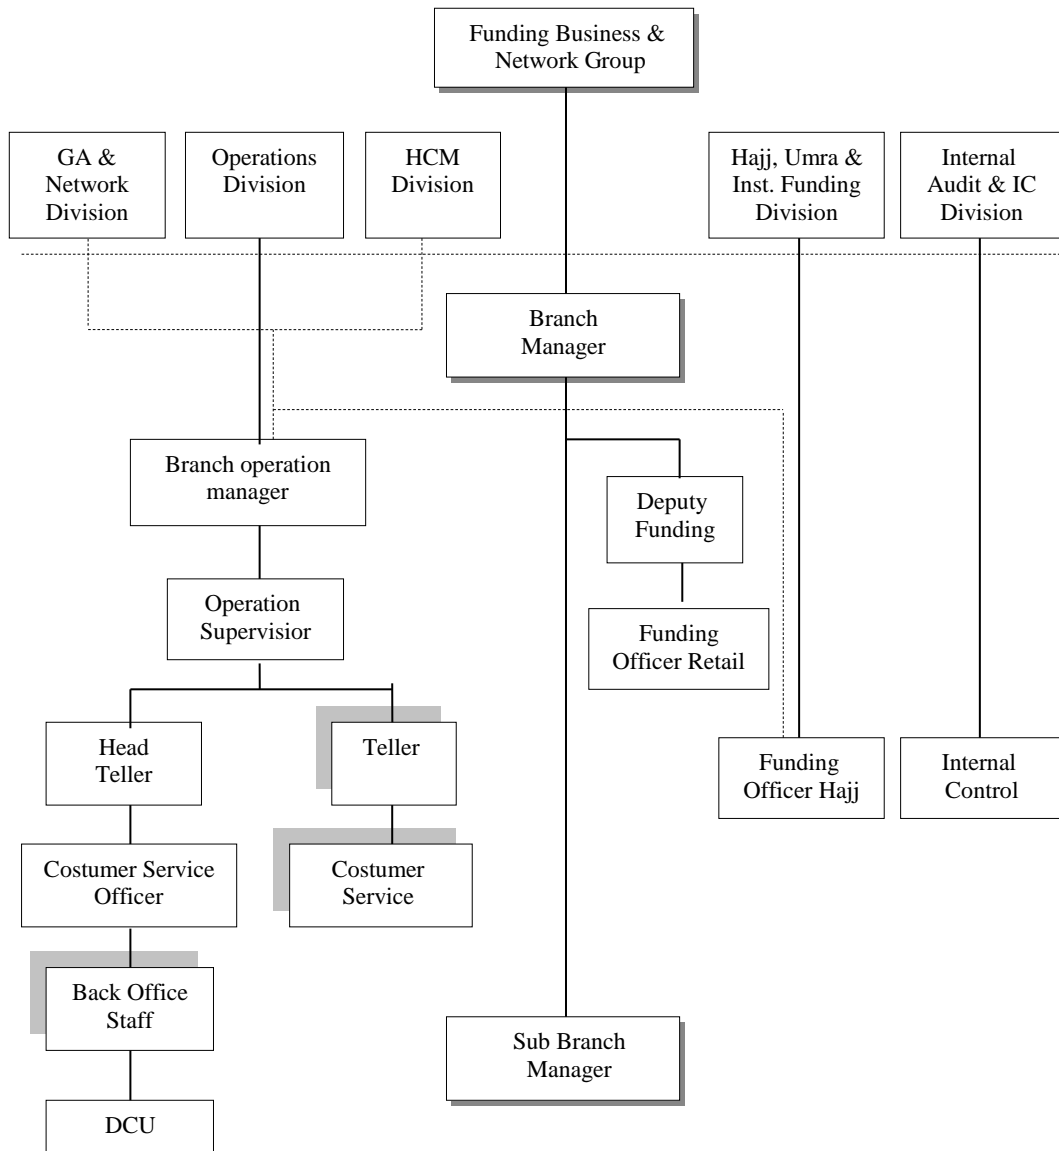 Funding Business &
Network Group
GA &
Network
Division
Operations
Division
HCM
Division
Hajj, Umra &
Inst. Funding
Division
Internal
Audit & IC
Division
Branch
Manager
Branch operation
manager
Deputy
Funding
Operation
Supervisior
Funding
Officer Retail
Head
Teller
Teller
Funding
Officer Hajj
Internal
Control
Costumer Service
Officer
Costumer
Service
Back Office
Staff
Sub Branch
Manager
DCU